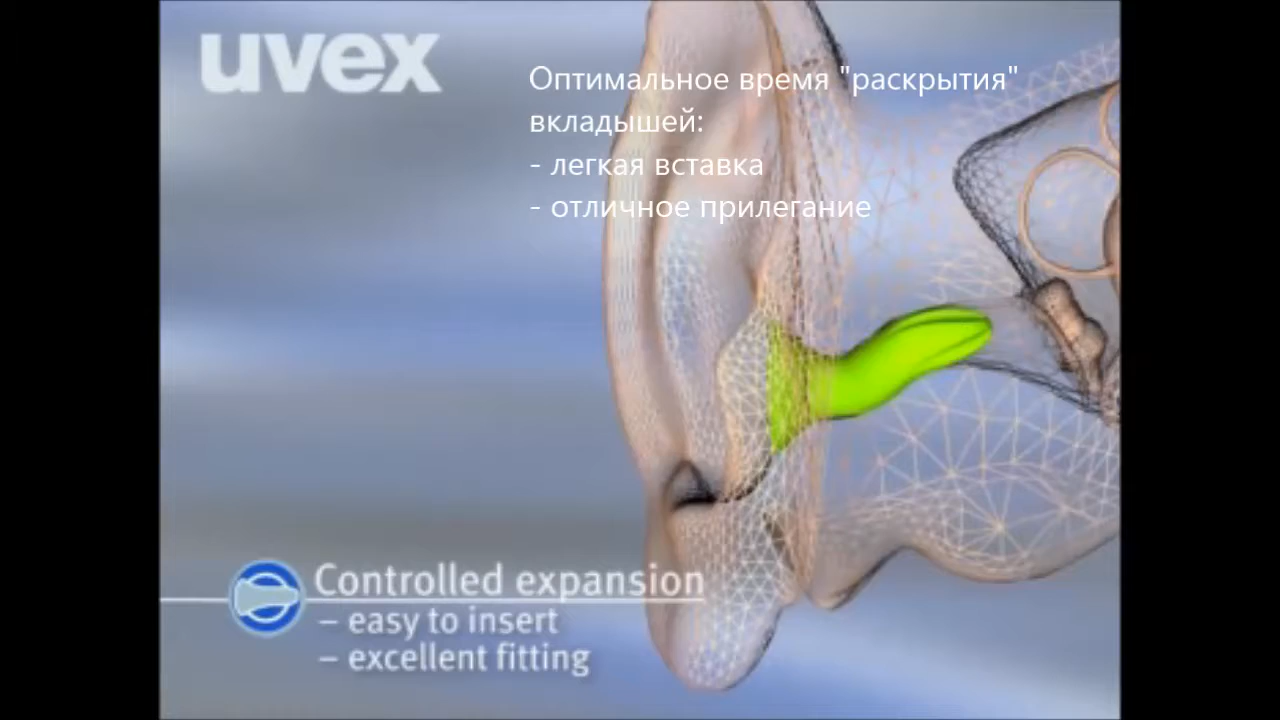 uvex
Оптимальное время "раскрытия"
вкладышей:
- легкая вставка
- отличное прилегание
Controlled expansion
– easy to insert
– excellent fitting